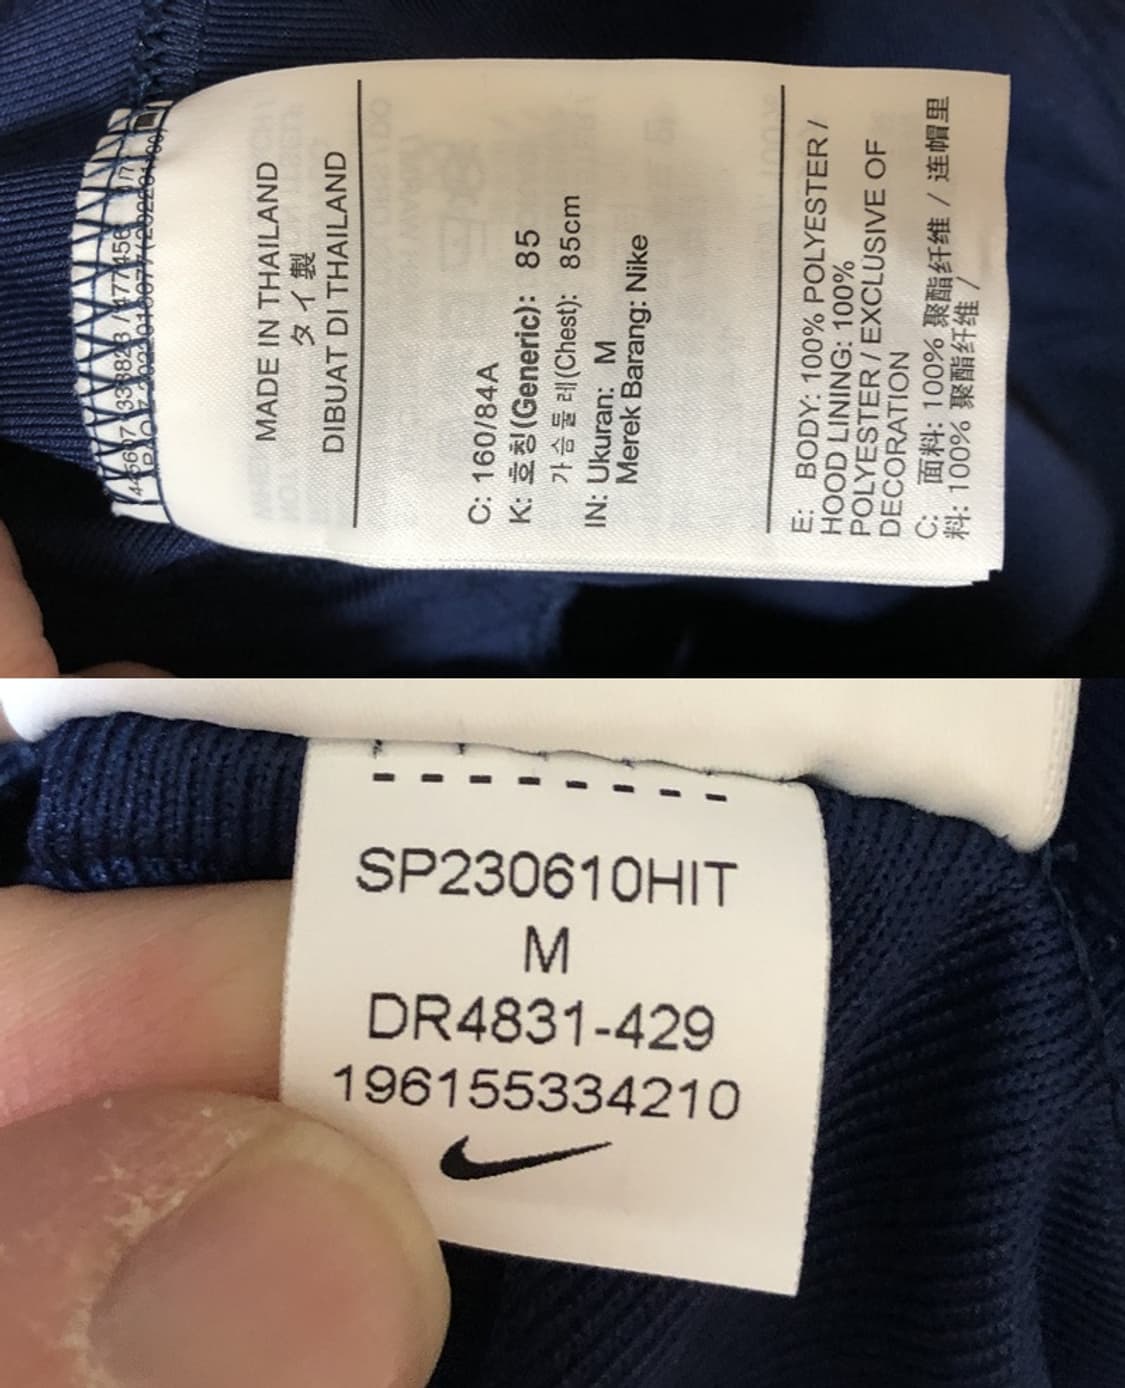 MADE IN THAILAND
タイ製
DIBUAT DI THAILAND
C: 160/84A
K: 호칭(Generic): 85
가슴둘레(Chest): 85cm
IN: Ukuran: M
Merek Barang: Nike
E: BODY: 100% POLYESTER /
HOOD LINING: 100%
POLYESTER / EXCLUSIVE OF
DECORATION
C: 面料: 100% 聚酯纤维 / 连帽里
料: 100% 聚酯纤维 /
SP230610HIT
M
DR4831-429
196155334210